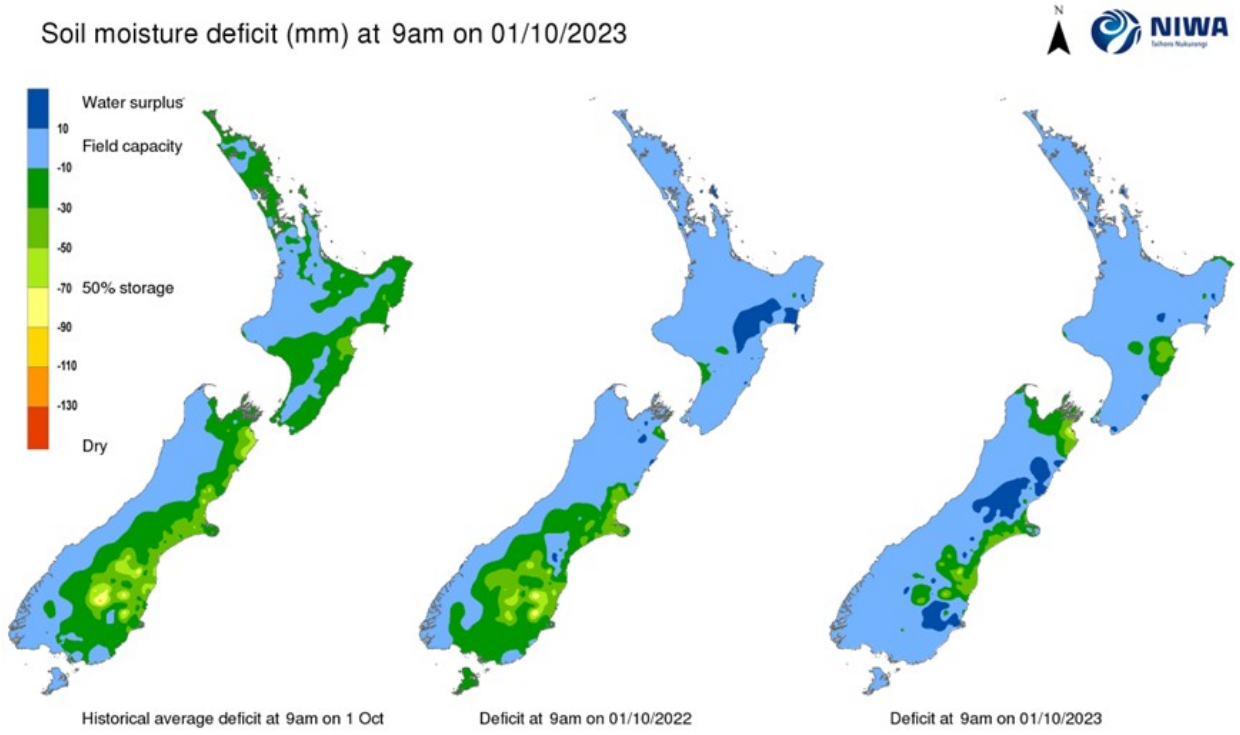 Soil moisture deficit (mm) at 9am on 01/10/2023
N
NIWA
Taihoro Nukurangi
Water surplus
10
Field capacity
-10
-30
-50
-70
50% storage
-90
-110
-130
Dry
Historical average deficit at 9am on 1 Oct
Deficit at 9am on 01/10/2022
Deficit at 9am on 01/10/2023